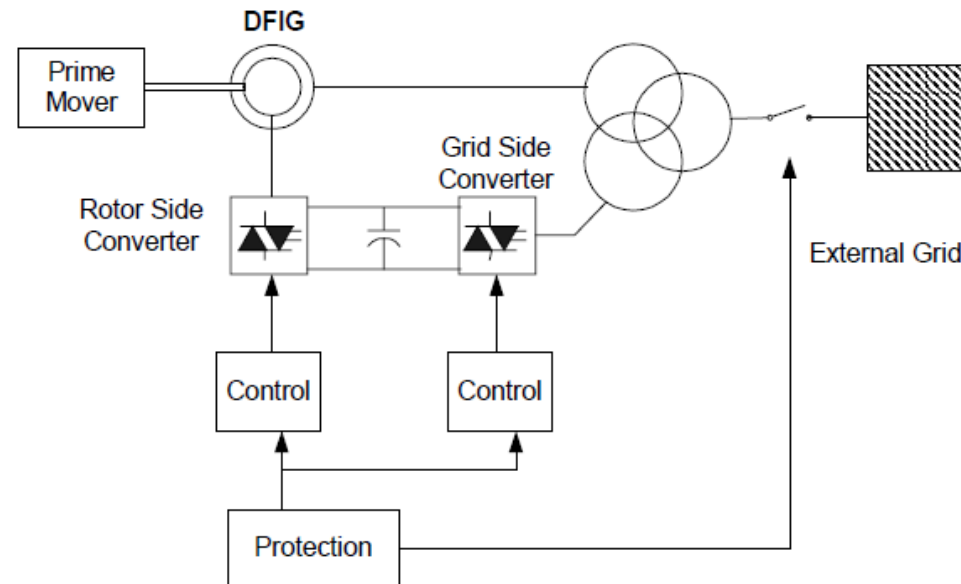 DFIG
Prime
Mover
Grid Side
Converter
Rotor Side
Converter
External Grid
Control
Control
Protection